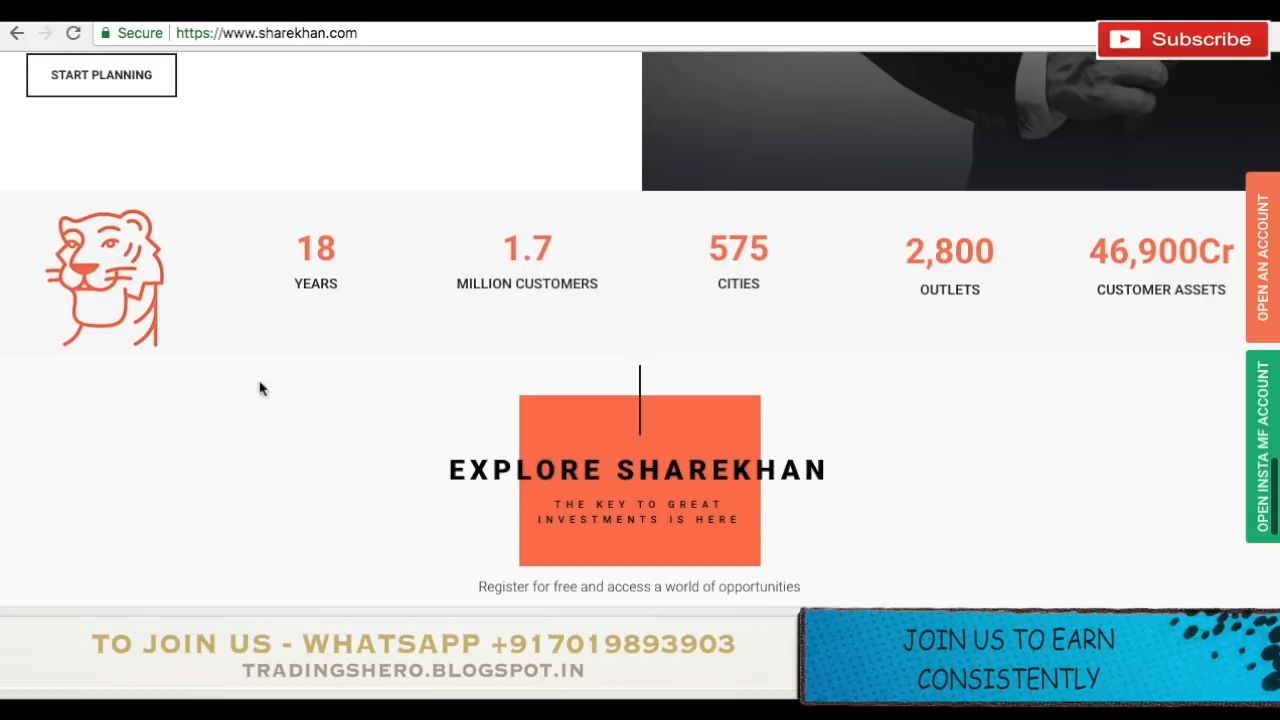 Secure
https://www.sharekhan.com
Subscribe
START PLANNING
18
YEARS
1.7
MILLION CUSTOMERS
575
CITIES
2,800
OUTLETS
46,900Cr
CUSTOMER ASSETS
OPEN AN ACCOUNT
OPEN INSTA MF ACCOUNT
EXPLORE SHAREKHAN
THE KEY TO GREAT
INVESTMENTS IS HERE
Register for free and access a world of opportunities
TO JOIN US - WHATSAPP +917019893903
TRADINGSHERO.BLOGSPOT.IN
JOIN US TO EARN
CONSISTENTLY